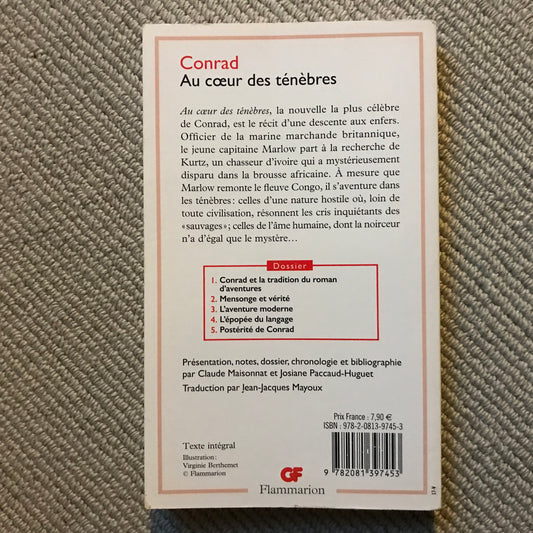 Conrad
Au cœur des ténèbres
Au cœur des ténèbres, la nouvelle la plus célèbre
de Conrad, est le récit d'une descente aux enfers.
Officier de la marine marchande britannique,
le jeune capitaine Marlow part à la recherche de
Kurtz, un chasseur d'ivoire qui a mystérieusement
disparu dans la brousse africaine. À mesure que
Marlow remonte le fleuve Congo, il s'aventure dans
les ténèbres : celles d'une nature hostile où, loin de
toute civilisation, résonnent les cris inquiétants des
«sauvages»; celles de l'âme humaine, dont la noirceur
n'a d'égal que le mystère...
Dossier
1. Conrad et la tradition du roman
d'aventures
2. Mensonge et vérité
3. L'aventure moderne
4. L'épopée du langage
5. Postérité de Conrad
Présentation, notes, dossier, chronologie et bibliographie
par Claude Maisonnat et Josiane Paccaud-Huguet
Traduction par Jean-Jacques Mayoux
Prix France : 7,90 €
ISBN : 978-2-0813-9745-3
9 782081 397453
Texte intégral
Illustration :
Virginie Berthemet
© Flammarion
GF
Flammarion